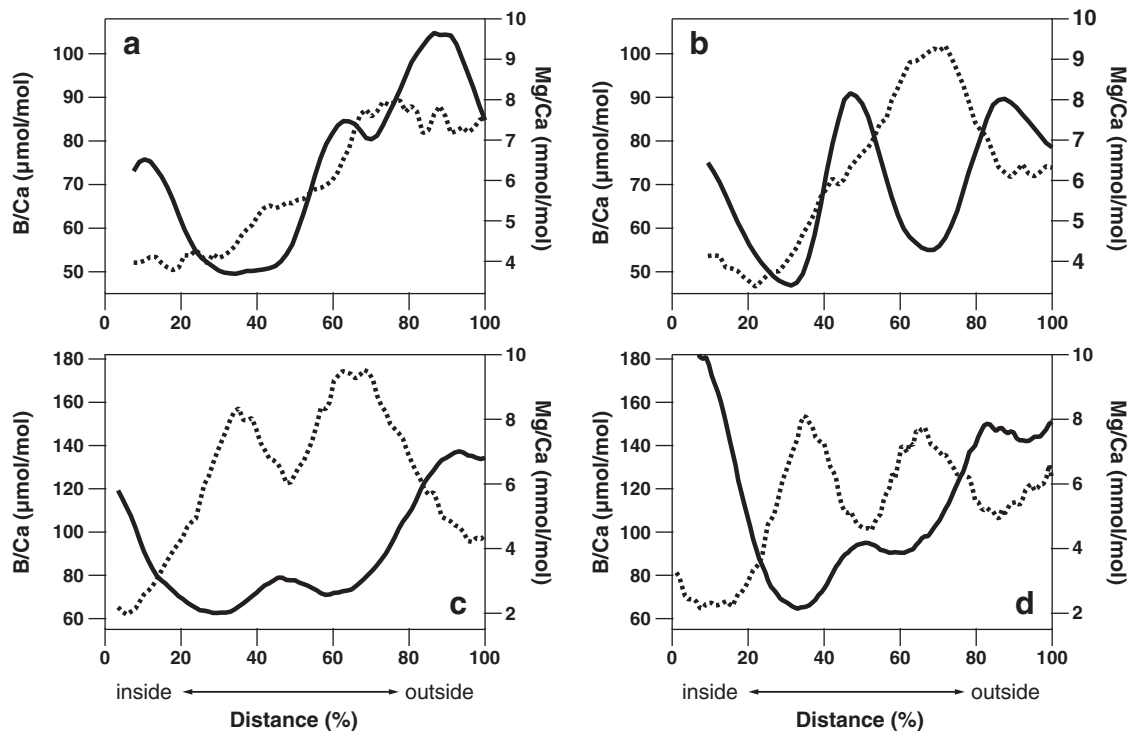 a
b
B/Ca (µmol/mol)
100
90
80
70
60
50
10
9
8
7
6
5
4
Mg/Ca (mmol/mol)
0 20 40 60 80 100
B/Ca (µmol/mol)
100
90
80
70
60
50
10
9
8
7
6
5
4
Mg/Ca (mmol/mol)
0 20 40 60 80 100
c
d
B/Ca (µmol/mol)
180
160
140
120
100
80
60
10
8
6
4
2
Mg/Ca (mmol/mol)
0 20 40 60 80 100
inside outside
Distance (%)
B/Ca (µmol/mol)
180
160
140
120
100
80
60
10
8
6
4
2
Mg/Ca (mmol/mol)
0 20 40 60 80 100
inside outside
Distance (%)